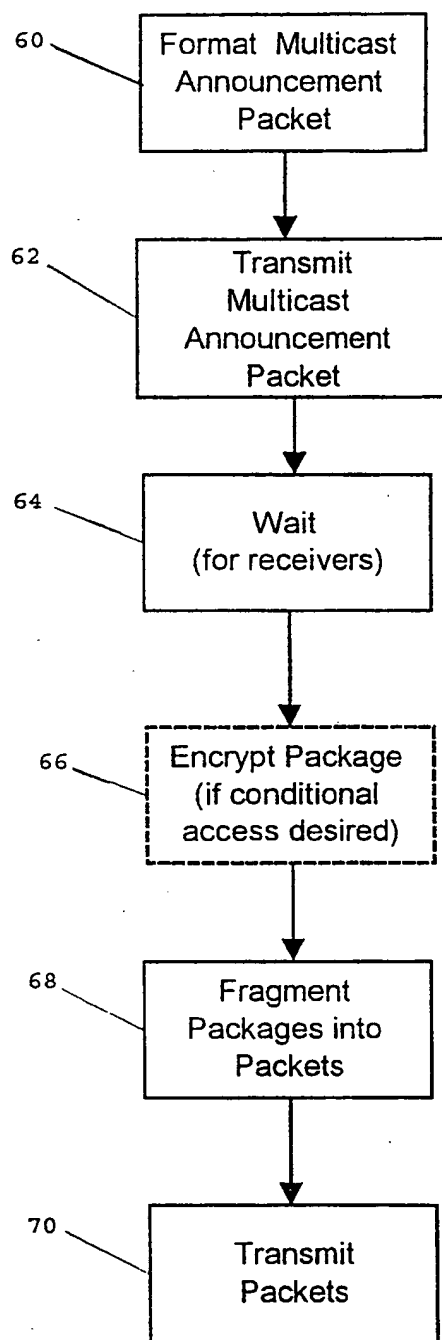 60
Format Multicast
Announcement
Packet
62
Transmit
Multicast
Announcement
Packet
64
Wait
(for receivers)
66
Encrypt Package
(if conditional
access desired)
68
Fragment
Packages into
Packets
70
Transmit
Packets